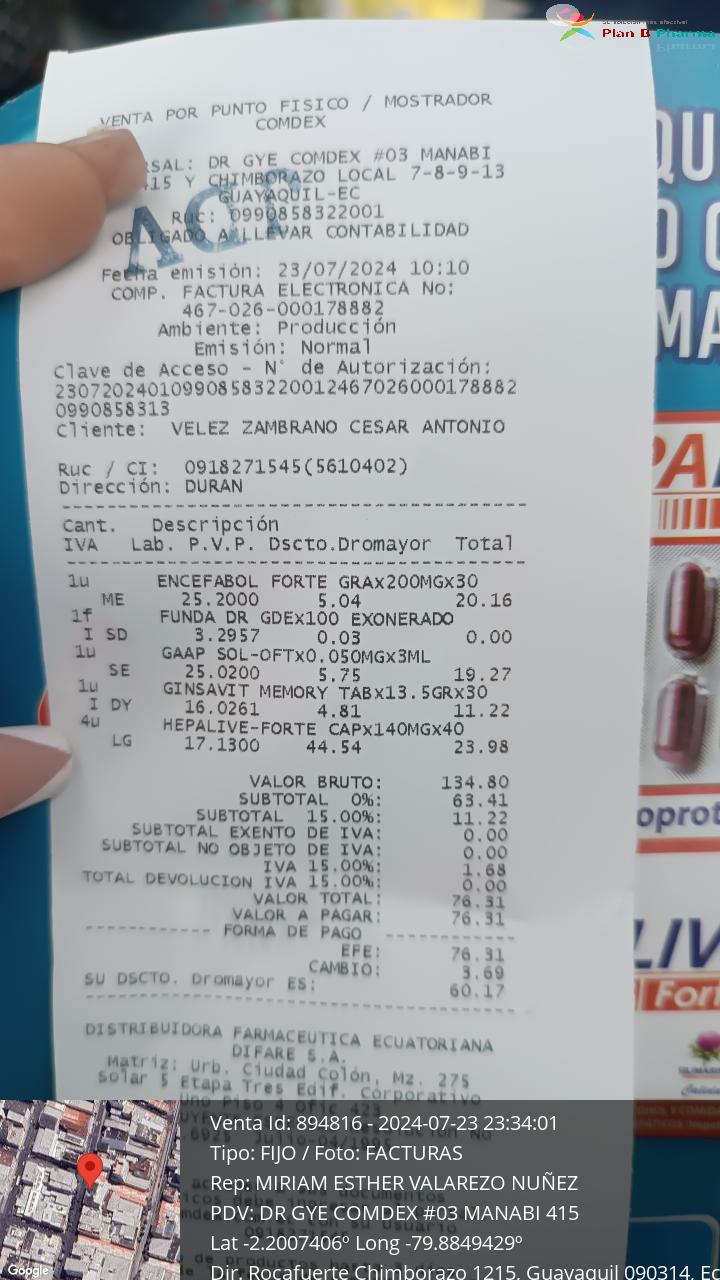 Plan B Pharma
VENTA POR PUNTO FISICO / MOSTRADOR
COMDEX
RSAL: DR GYE COMDEX #03 MANABI
415 Y CHIMBORAZO LOCAL 7-8-9-13
GUAYAQUIL-EC
Ruc: 0990858322001
OBLIGADO A LLEVAR CONTABILIDAD
Fecha emisión: 23/07/2024 10:10
COMP. FACTURA ELECTRONICA No:
467-026-000178882
Ambiente: Producción
Emisión: Normal
Clave de Acceso - N° de Autorización:
230720240109908583220012467026000178882
0990858313
Cliente: VELEZ ZAMBRANO CESAR ANTONIO
Ruc / CI: 0918271545(5610402)
Dirección: DURAN
Cant. Descripción
IVA Lab. P.V.P. Dscto.Dromayor Total
1u ENCEFABOL FORTE GRAx200MGx30
ME 25.2000 5.04 20.16
1f FUNDA DR GDEx100 EXONERADO
I SD 3.2957 0.03 0.00
1u GAAP SOL-OFTx0.050MGx3ML
SE 25.0200 5.75 19.27
1u GINSAVIT MEMORY TABx13.5GRx30
I DY 16.0261 4.81 11.22
4u HEPALIVE-FORTE CAPx140MGx40
LG 17.1300 44.54 23.98
VALOR BRUTO: 134.80
SUBTOTAL 0%: 63.41
SUBTOTAL 15.00%: 11.22
SUBTOTAL EXENTO DE IVA: 0.00
SUBTOTAL NO OBJETO DE IVA: 0.00
IVA 15.00%: 1.68
TOTAL DEVOLUCION IVA 15.00%: 0.00
VALOR TOTAL: 76.31
VALOR A PAGAR: 76.31
----------- FORMA DE PAGO -----------
EFE: 76.31
CAMBIO: 3.69
SU DSCTO. Dromayor ES: 60.17
DISTRIBUIDORA FARMACEUTICA ECUATORIANA
DIFARE S.A.
Matriz: Urb. Ciudad Colón, Mz. 275
Solar 5 Etapa Tres Edif. Corporativo
Venta Id: 894816 - 2024-07-23 23:34:01
Tipo: FIJO / Foto: FACTURAS
Rep: MIRIAM ESTHER VALAREZO NUÑEZ
PDV: DR GYE COMDEX #03 MANABI 415
Lat -2.2007406º Long -79.8849429º
Dir. Rocafuerte Chimborazo 1215, Guayaquil 090314, Ec
Google